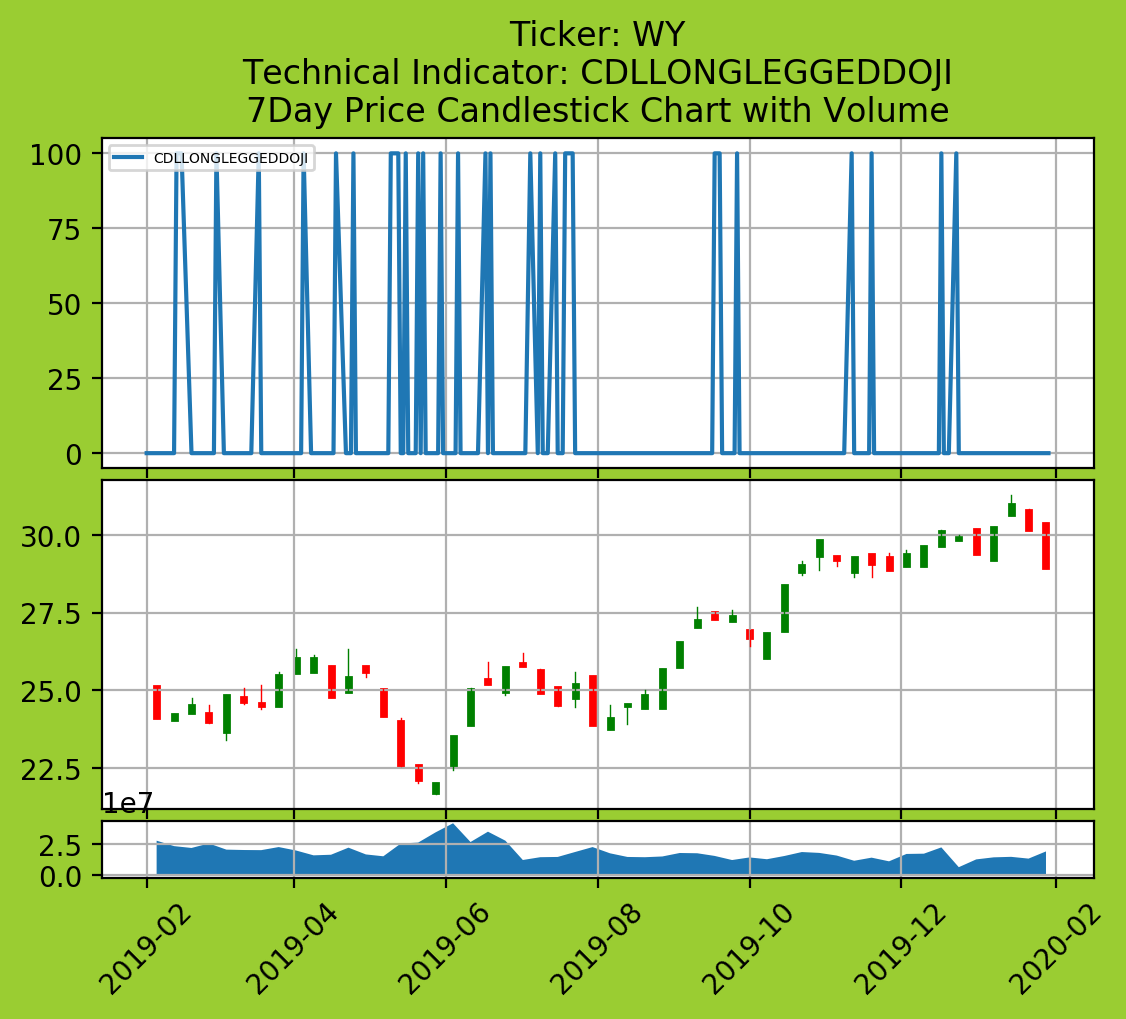 Ticker: WY
Technical Indicator: CDLLONGLEGGEDDOJI
7Day Price Candlestick Chart with Volume
CDLLONGLEGGEDDOJI
100
75
50
25
0
30.0
27.5
25.0
22.5
1e7
2.5
0.0
2019-02 2019-04 2019-06 2019-08 2019-10 2019-12 2020-02